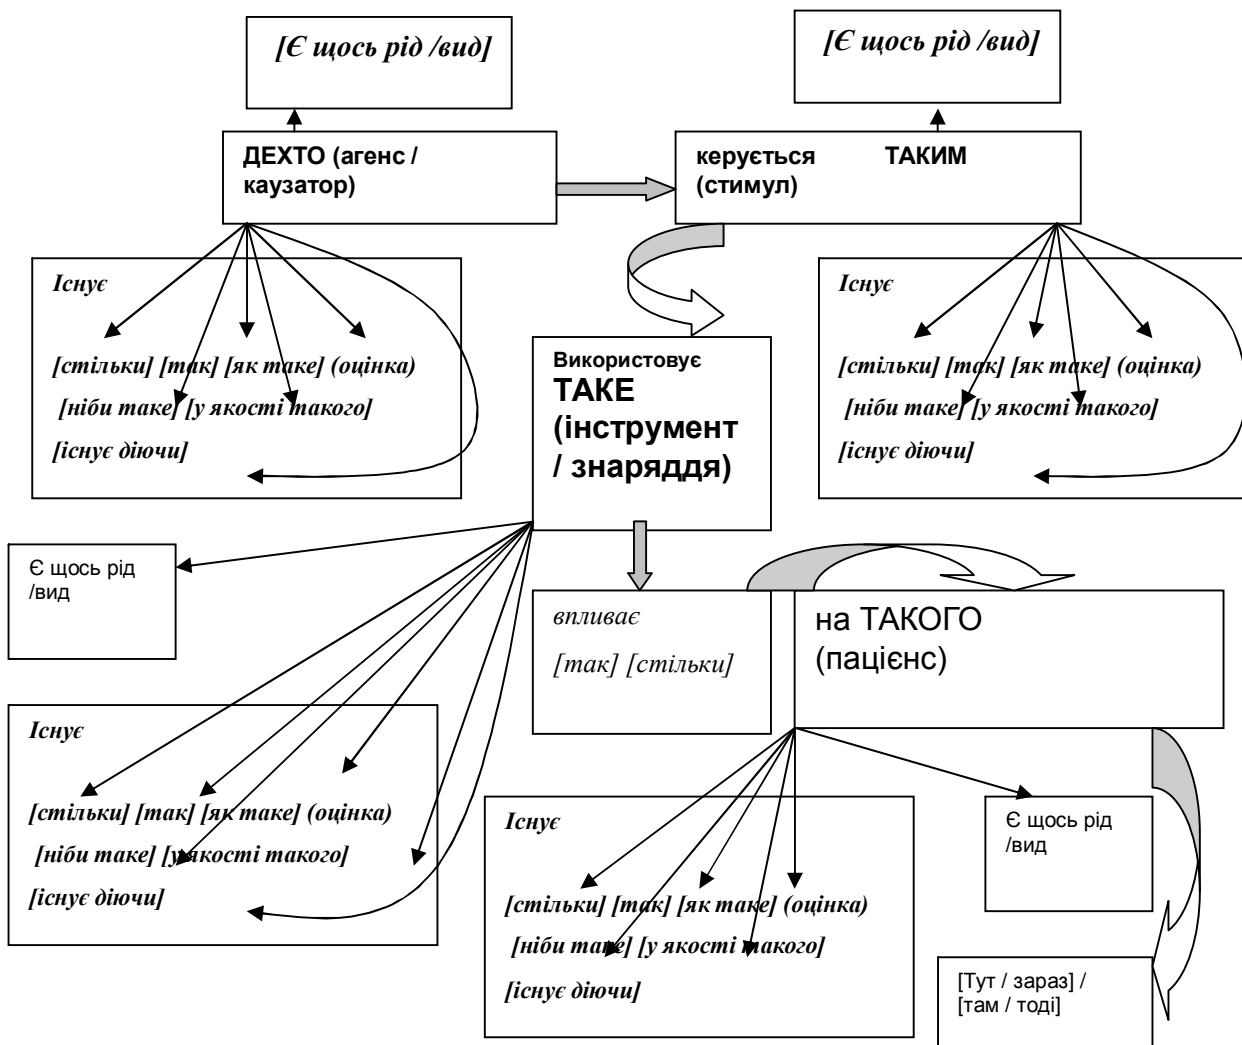 [Є щось рід /вид]
[Є щось рід /вид]
ДЕХТО (агенс /
каузатор)
керується ТАКИМ
(стимул)
Існує
[стільки] [так] [як таке] (оцінка)
[ніби таке] [у якості такого]
[існує діючи]
Використовує
ТАКЕ
(інструмент
/ знаряддя)
Існує
[стільки] [так] [як таке] (оцінка)
[ніби таке] [у якості такого]
[існує діючи]
Є щось рід
/вид
впливає
[так] [стільки]
на ТАКОГО
(пацієнс)
Існує
[стільки] [так] [як таке] (оцінка)
[ніби таке] [у якості такого]
[існує діючи]
Існує
[стільки] [так] [як таке] (оцінка)
[ніби таке] [у якості такого]
[існує діючи]
Є щось рід
/вид
[Тут / зараз] /
[там / тоді]